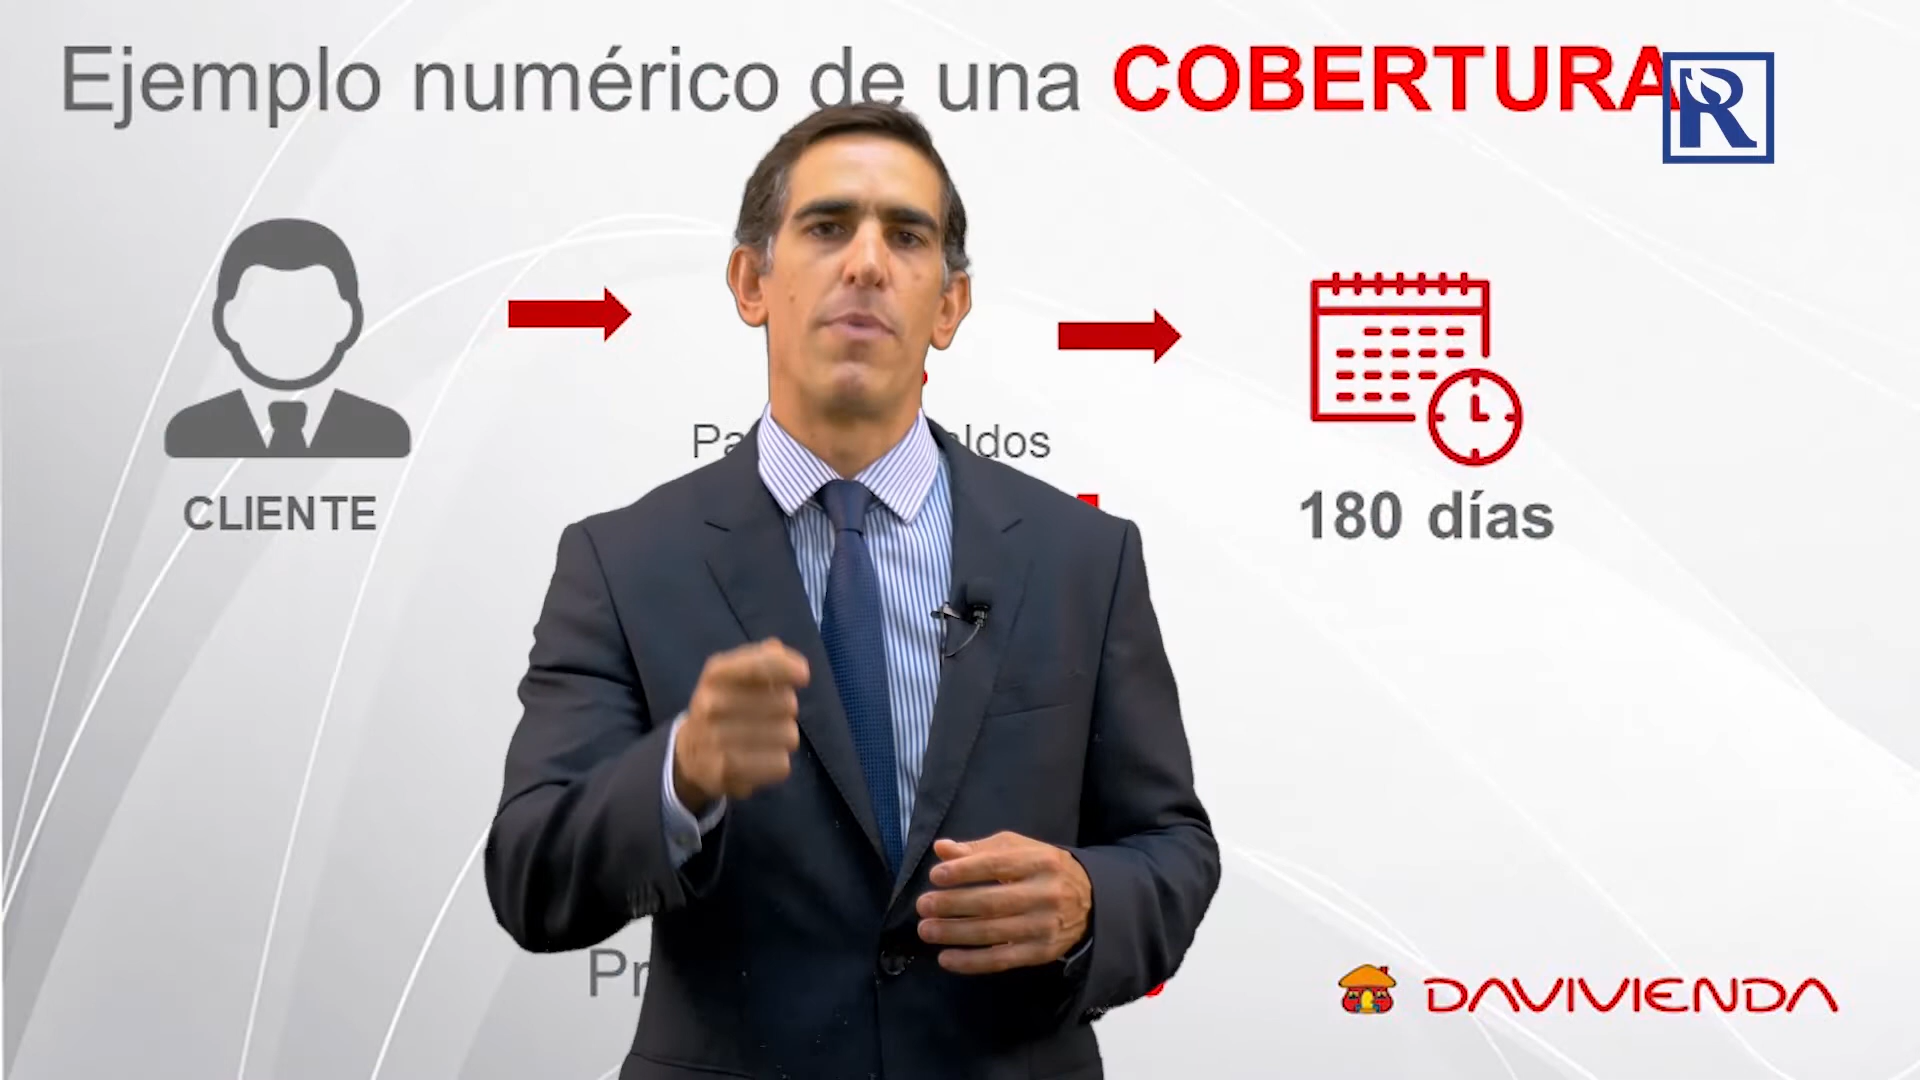 Ejemplo numérico de una COBERTURA
R
CLIENTE
180 días
DAVIVIENDA